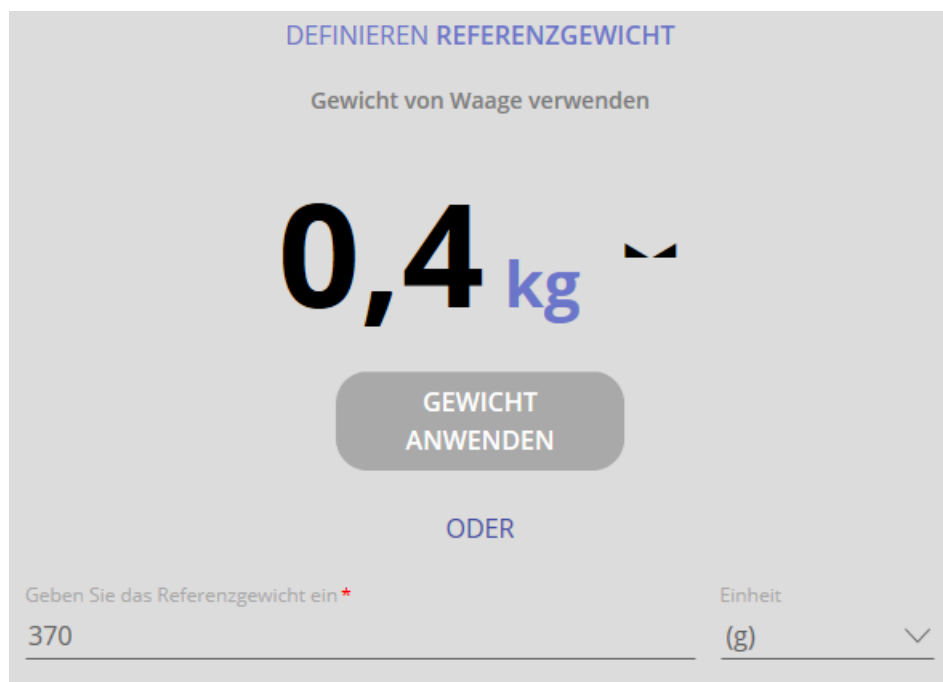 DEFINIEREN REFERENZGEWICHT
Gewicht von Waage verwenden
0,4 kg
GEWICHT
ANWENDEN
ODER
Geben Sie das Referenzgewicht ein * Einheit
370 (g)